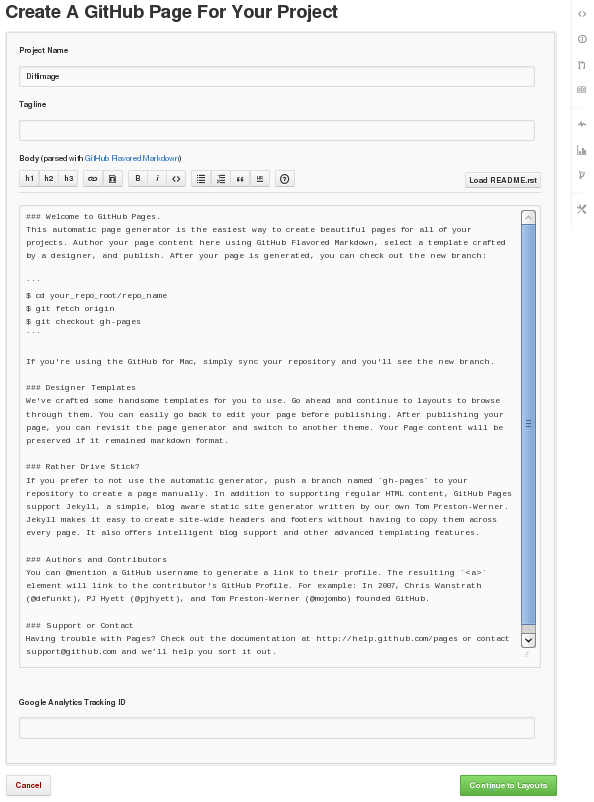 Create A GitHub Page For Your Project
Project Name
Diffimage
Tagline
Body (parsed with GitHub Flavored Markdown)
h1 h2 h3 B i <> “ ?
Load README.rst
### Welcome to GitHub Pages.
This automatic page generator is the easiest way to create beautiful pages for all of your
projects. Author your page content here using GitHub Flavored Markdown, select a template crafted
by a designer, and publish. After your page is generated, you can check out the new branch:
```
$ cd your_repo_root/repo_name
$ git fetch origin
$ git checkout gh-pages
```
If you're using the GitHub for Mac, simply sync your repository and you'll see the new branch.
### Designer Templates
We've crafted some handsome templates for you to use. Go ahead and continue to layouts to browse
through them. You can easily go back to edit your page before publishing. After publishing your
page, you can revisit the page generator and switch to another theme. Your Page content will be
preserved if it remained markdown format.
### Rather Drive Stick?
If you prefer to not use the automatic generator, push a branch named `gh-pages` to your
repository to create a page manually. In addition to supporting regular HTML content, GitHub Pages
support Jekyll, a simple, blog aware static site generator written by our own Tom Preston-Werner.
Jekyll makes it easy to create site-wide headers and footers without having to copy them across
every page. It also offers intelligent blog support and other advanced templating features.
### Authors and Contributors
You can @mention a GitHub username to generate a link to their profile. The resulting `<a>`
element will link to the contributor's GitHub Profile. For example: In 2007, Chris Wanstrath
(@defunkt), PJ Hyett (@pjhyett), and Tom Preston-Werner (@mojombo) founded GitHub.
### Support or Contact
Having trouble with Pages? Check out the documentation at http://help.github.com/pages or contact
support@github.com and we'll help you sort it out.
Google Analytics Tracking ID
Cancel
Continue to Layouts